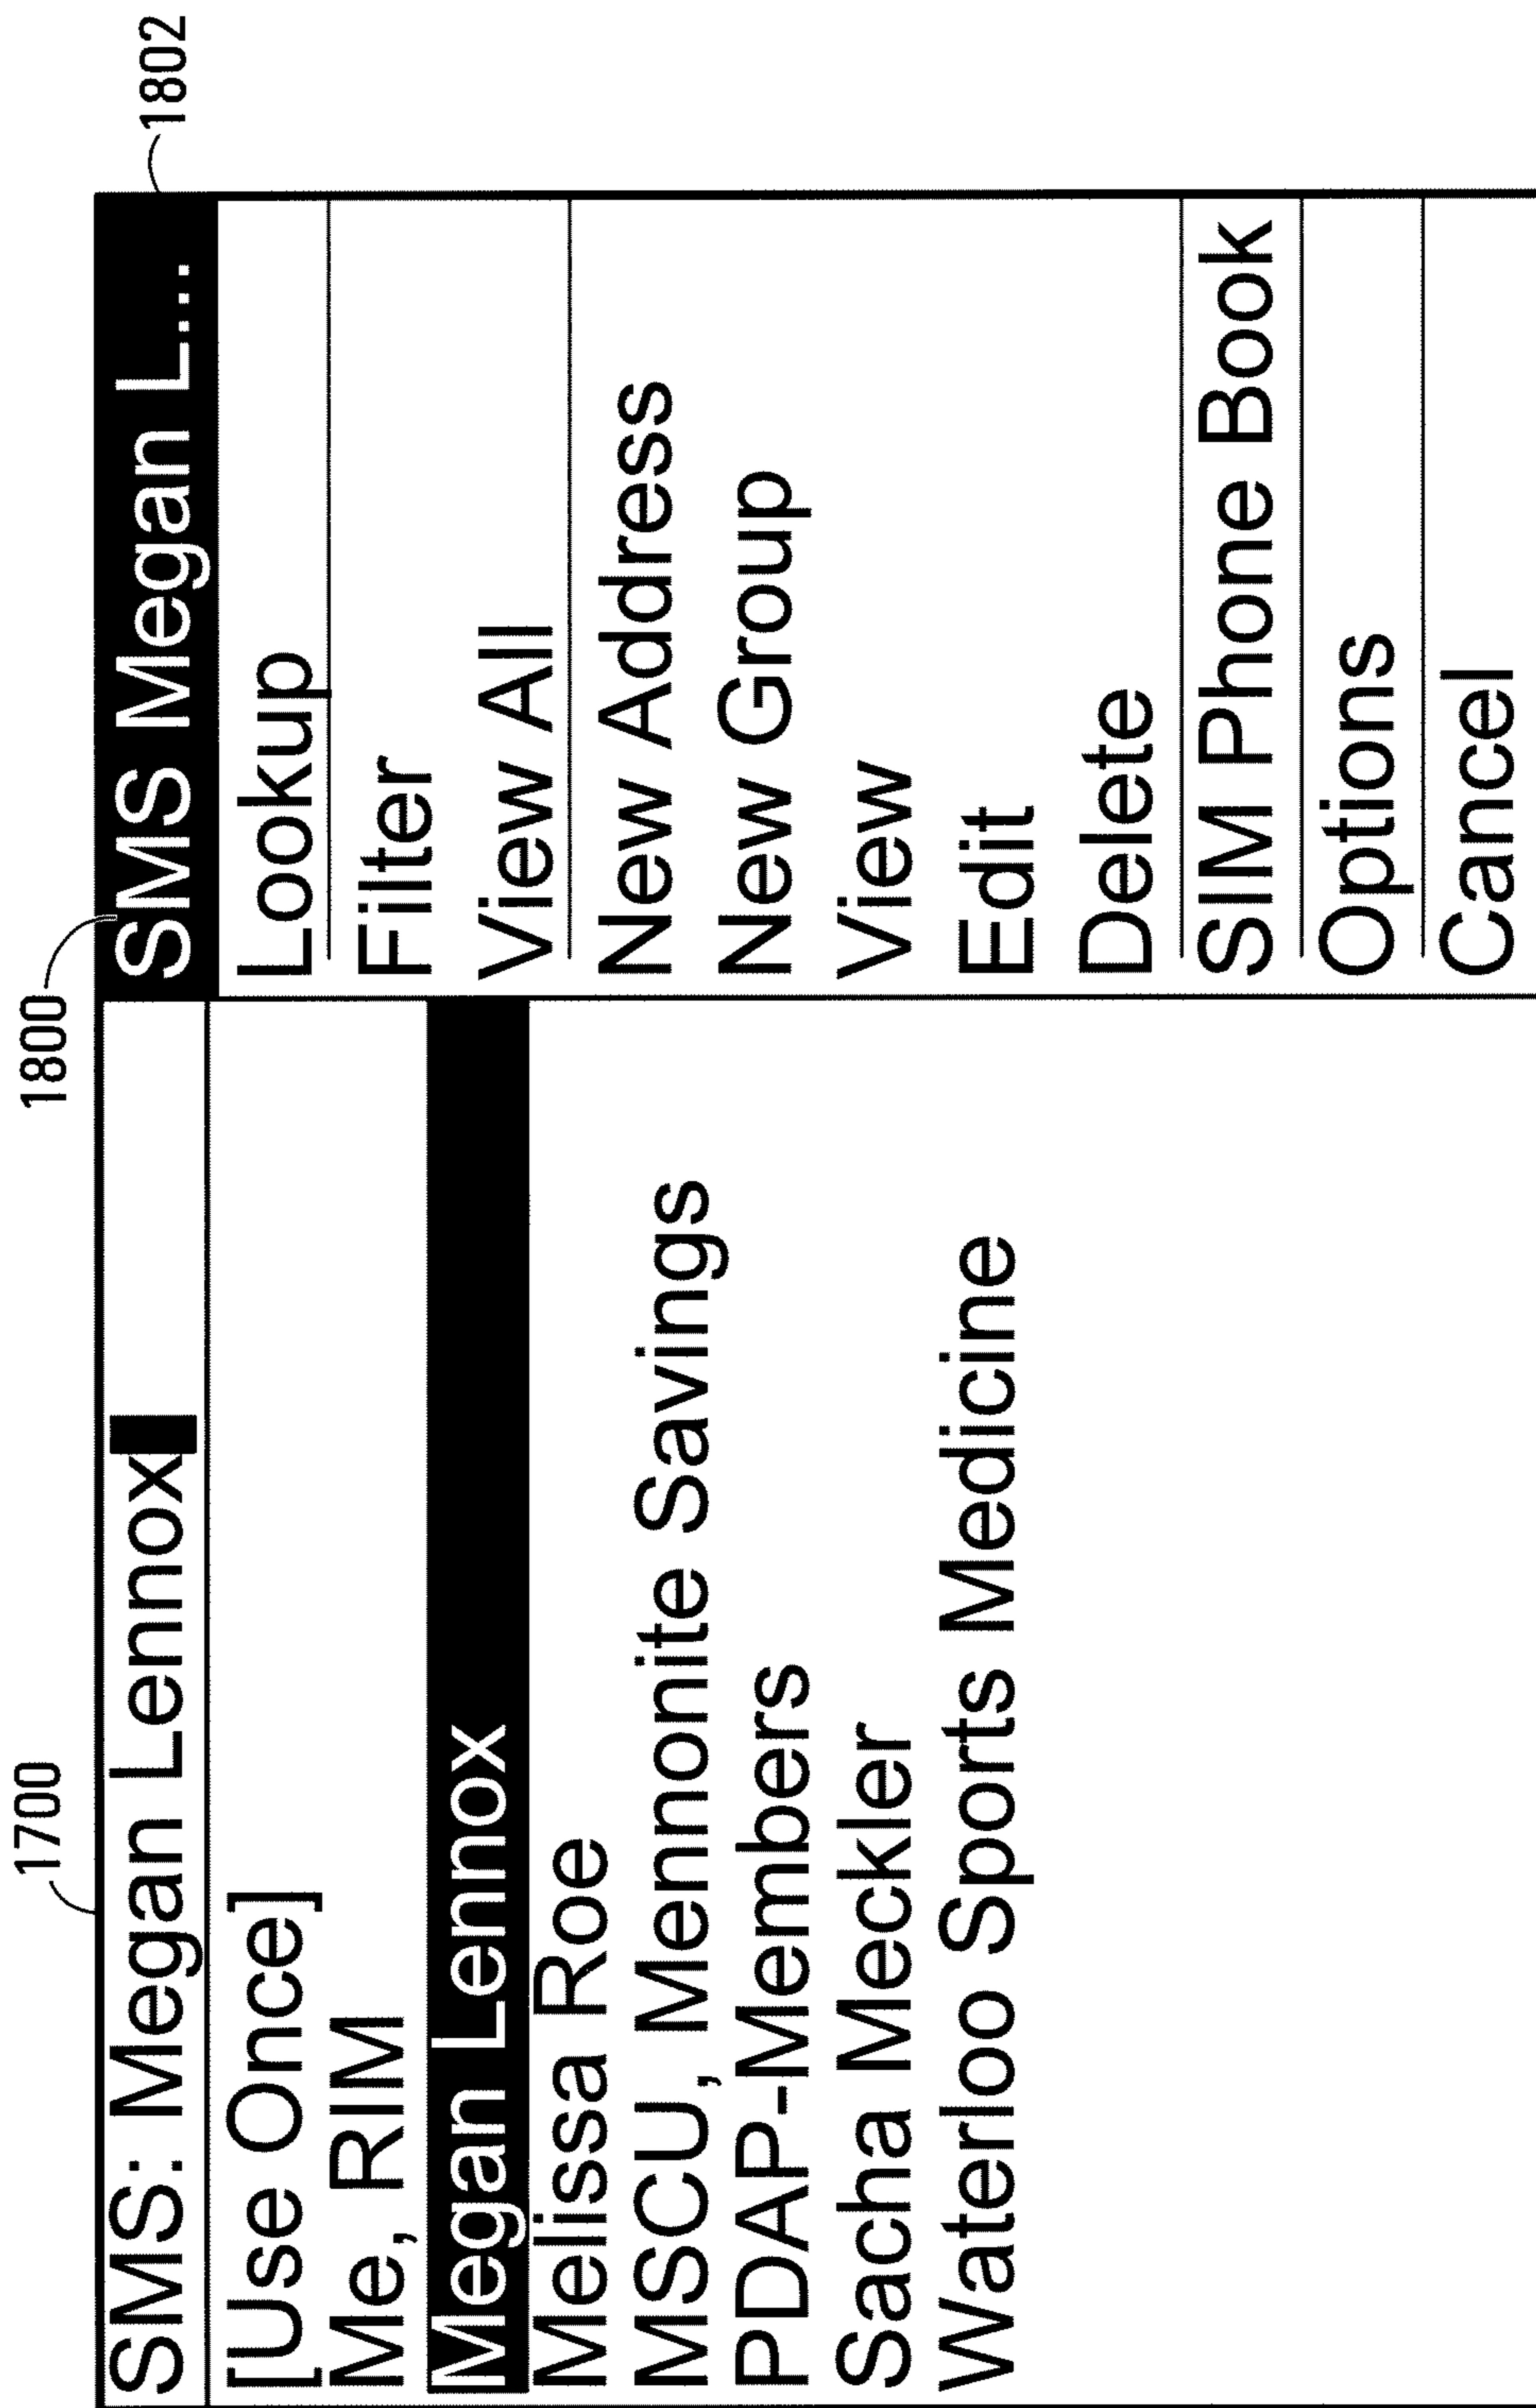 1700
1800
1802
SMS: Megan Lennox
[Use Once]
Me, RIM
Megan Lennox
Melissa Roe
MSCU, Mennonite Savings
PDAP-Members
Sacha Meckler
Waterloo Sports Medicine
SMS Megan L...
Lookup
Filter
View All
New Address
New Group
View
Edit
Delete
SIM Phone Book
Options
Cancel